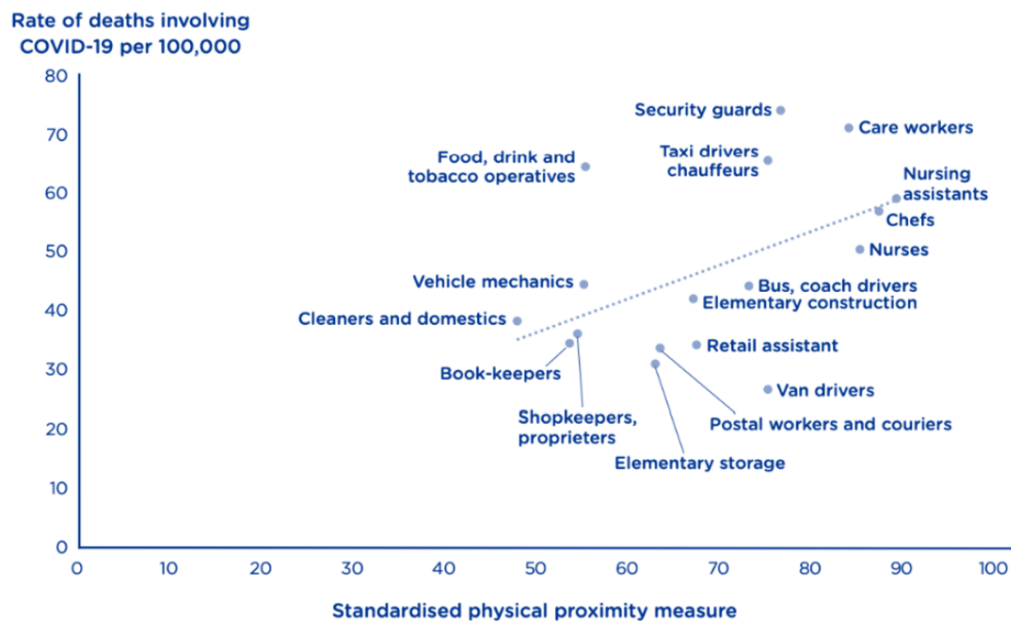 Rate of deaths involving
COVID-19 per 100,000
80
70
60
50
40
30
20
10
0
Security guards
Care workers
Food, drink and
tobacco operatives
Taxi drivers
chauffeurs
Nursing
assistants
Chefs
Nurses
Vehicle mechanics
Bus, coach drivers
Elementary construction
Cleaners and domestics
Retail assistant
Book-keepers
Van drivers
Shopkeepers,
proprieters
Postal workers and couriers
Elementary storage
0 10 20 30 40 50 60 70 80 90 100
Standardised physical proximity measure